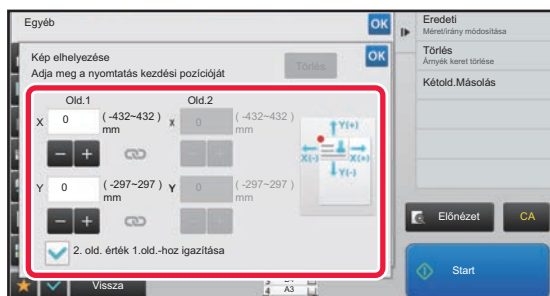 Egyéb
OK
Kép elhelyezése
Adja meg a nyomtatás kezdési pozícióját
Törlés
OK
Old.1
Old.2
X 0 (-432~432) mm
X 0 (-432~432) mm
- +
- +
Y 0 (-297~297) mm
Y 0 (-297~297) mm
- +
- +
Y(+)
X(-) X(+)
Y(-)
2. old. érték 1.old.-hoz igazítása
Vissza
4 A3
Eredeti
Méret/irány módosítása
Törlés
Árnyék keret törlése
Kétold.Másolás
Előnézet
CA
Start